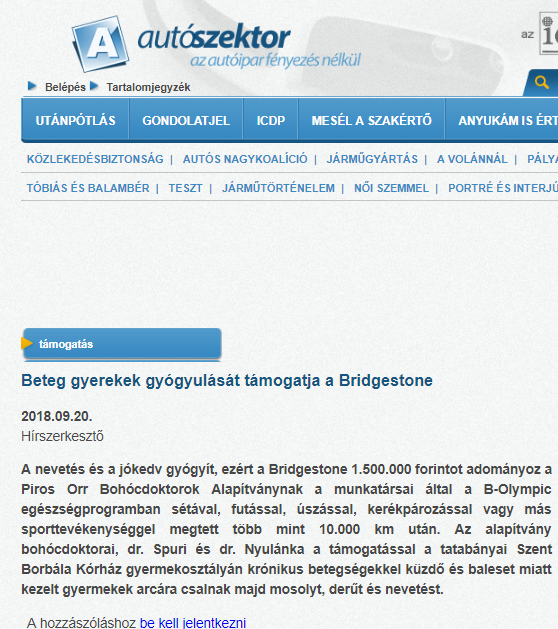 A autószektor
az autóipar fényezés nélkül
az
Belépés Tartalomjegyzék
UTÁNPÓTLÁS GONDOLATJEL ICDP MESÉL A SZAKÉRTŐ ANYUKÁM IS ÉRT
KÖZLEKEDÉSBIZTONSÁG | AUTÓS NAGYKOALÍCIÓ | JÁRMŰGYÁRTÁS | A VOLÁNNÁL | PÁLYA
TÓBIÁS ÉS BALAMBÉR | TESZT | JÁRMŰTÖRTÉNELEM | NŐI SZEMMEL | PORTRÉ ÉS INTERJÚ
támogatás
Beteg gyerekek gyógyulását támogatja a Bridgestone
2018.09.20.
Hírszerkesztő
A nevetés és a jókedv gyógyít, ezért a Bridgestone 1.500.000 forintot adományoz a
Piros Orr Bohócdoktorok Alapítványnak a munkatársai által a B-Olympic
egészségprogramban sétával, futással, úszással, kerékpározással vagy más
sporttevékenységgel megtett több mint 10.000 km után. Az alapítvány
bohócdoktorai, dr. Spuri és dr. Nyulánka a támogatással a tatabányai Szent
Borbála Kórház gyermekosztályán krónikus betegségekkel küzdő és baleset miatt
kezelt gyermekek arcára csalnak majd mosolyt, derűt és nevetést.
A hozzászóláshoz be kell jelentkezni